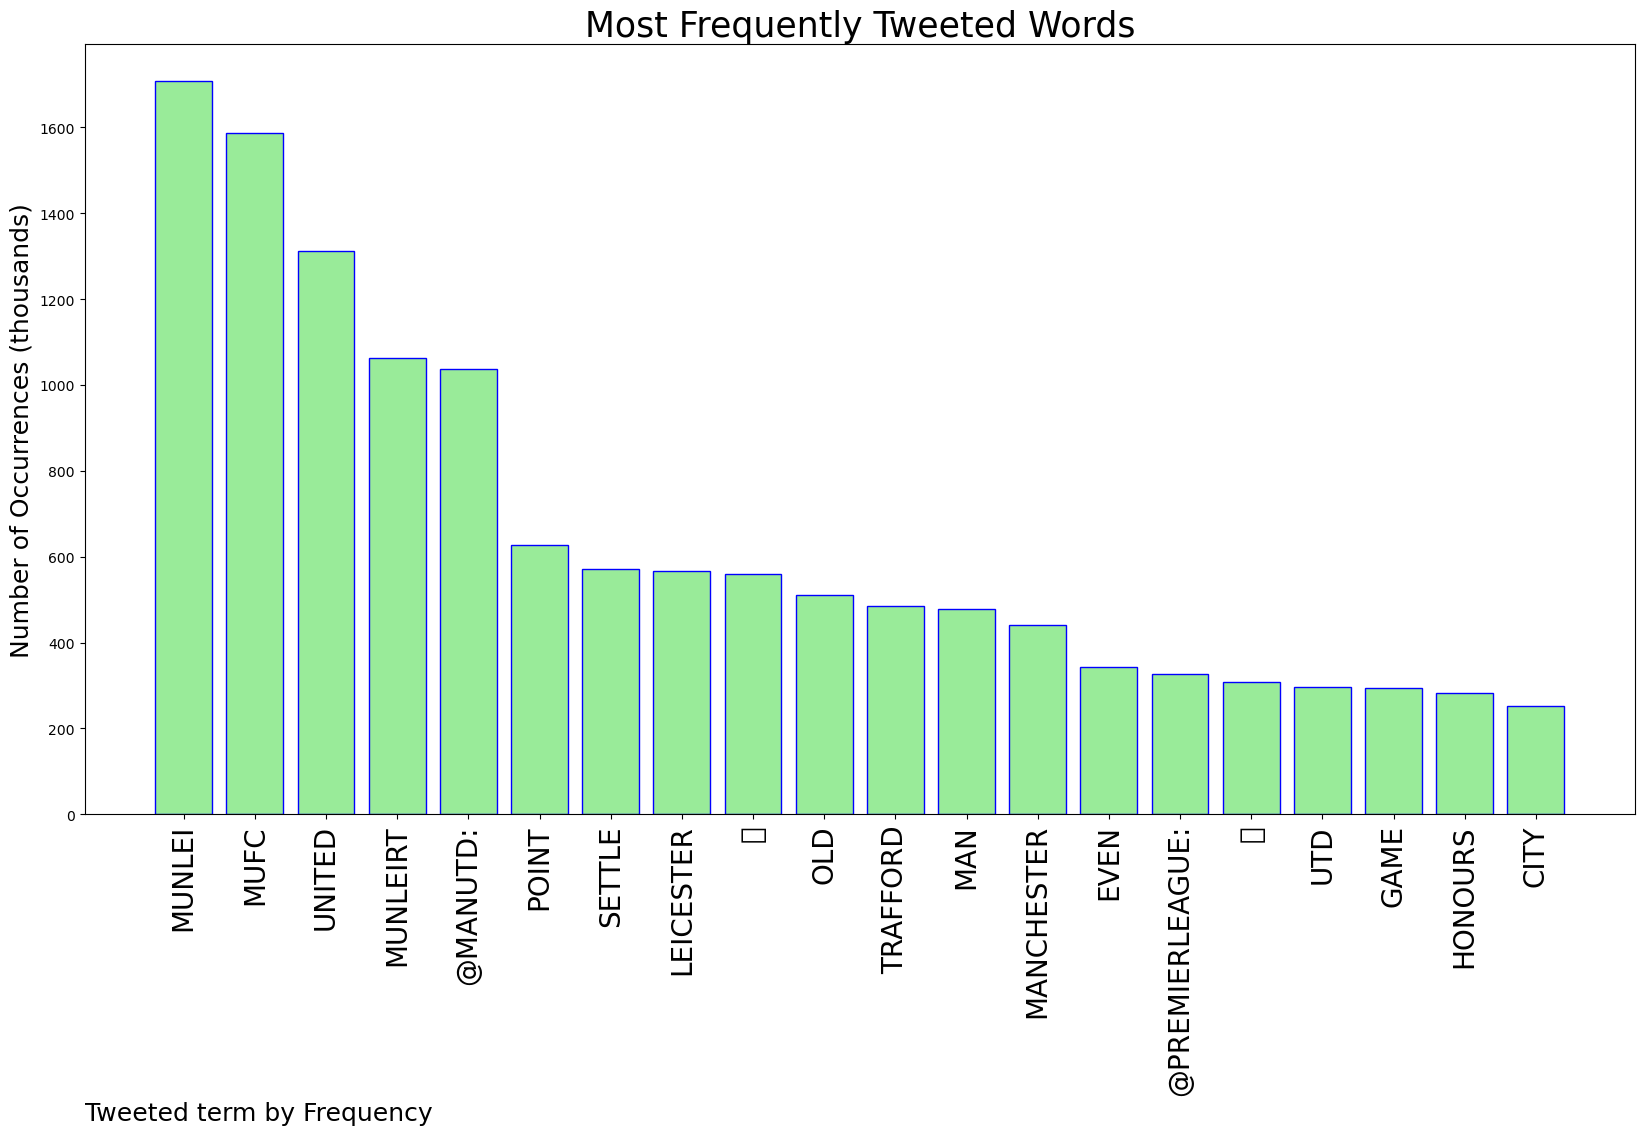 Most Frequently Tweeted Words
Number of Occurrences (thousands)
1600
1400
1200
1000
800
600
400
200
0
MUNLEI
MUFC
UNITED
MUNLEIRT
@MANUTD:
POINT
SETTLE
LEICESTER
OLD
TRAFFORD
MAN
MANCHESTER
EVEN
@PREMIERLEAGUE:
UTD
GAME
HONOURS
CITY
Tweeted term by Frequency